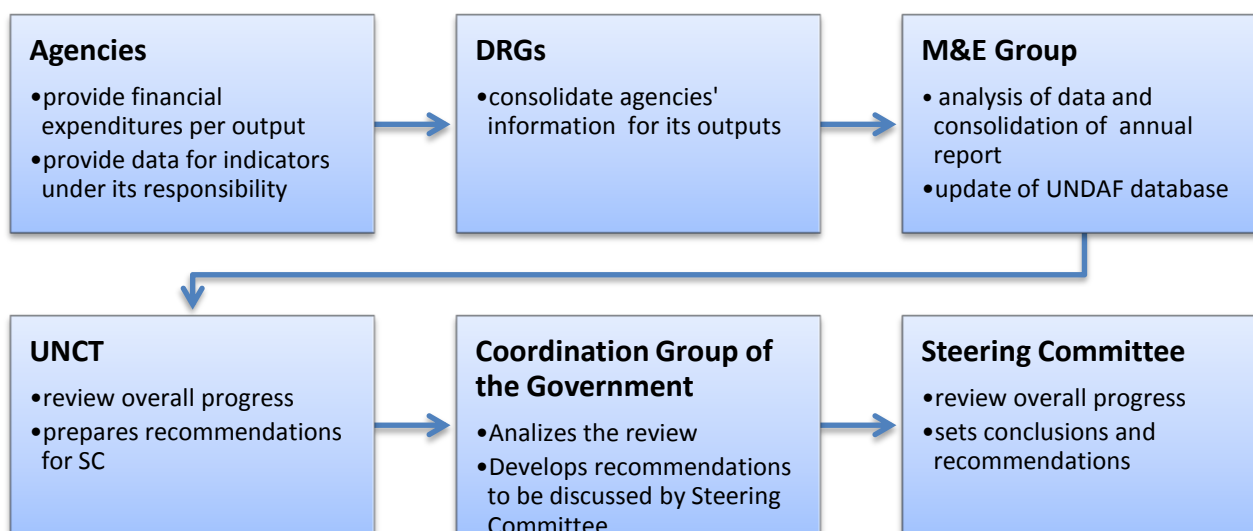 Agencies
•provide financial
expenditures per output
•provide data for indicators
under its responsibility
DRGs
•consolidate agencies'
information for its outputs
M&E Group
• analysis of data and
consolidation of annual
report
•update of UNDAF database
UNCT
•review overall progress
•prepares recommendations
for SC
Coordination Group of
the Government
•Analizes the review
•Develops recommendations
to be discussed by Steering
Committee
Steering Committee
•review overall progress
•sets conclusions and
recommendations